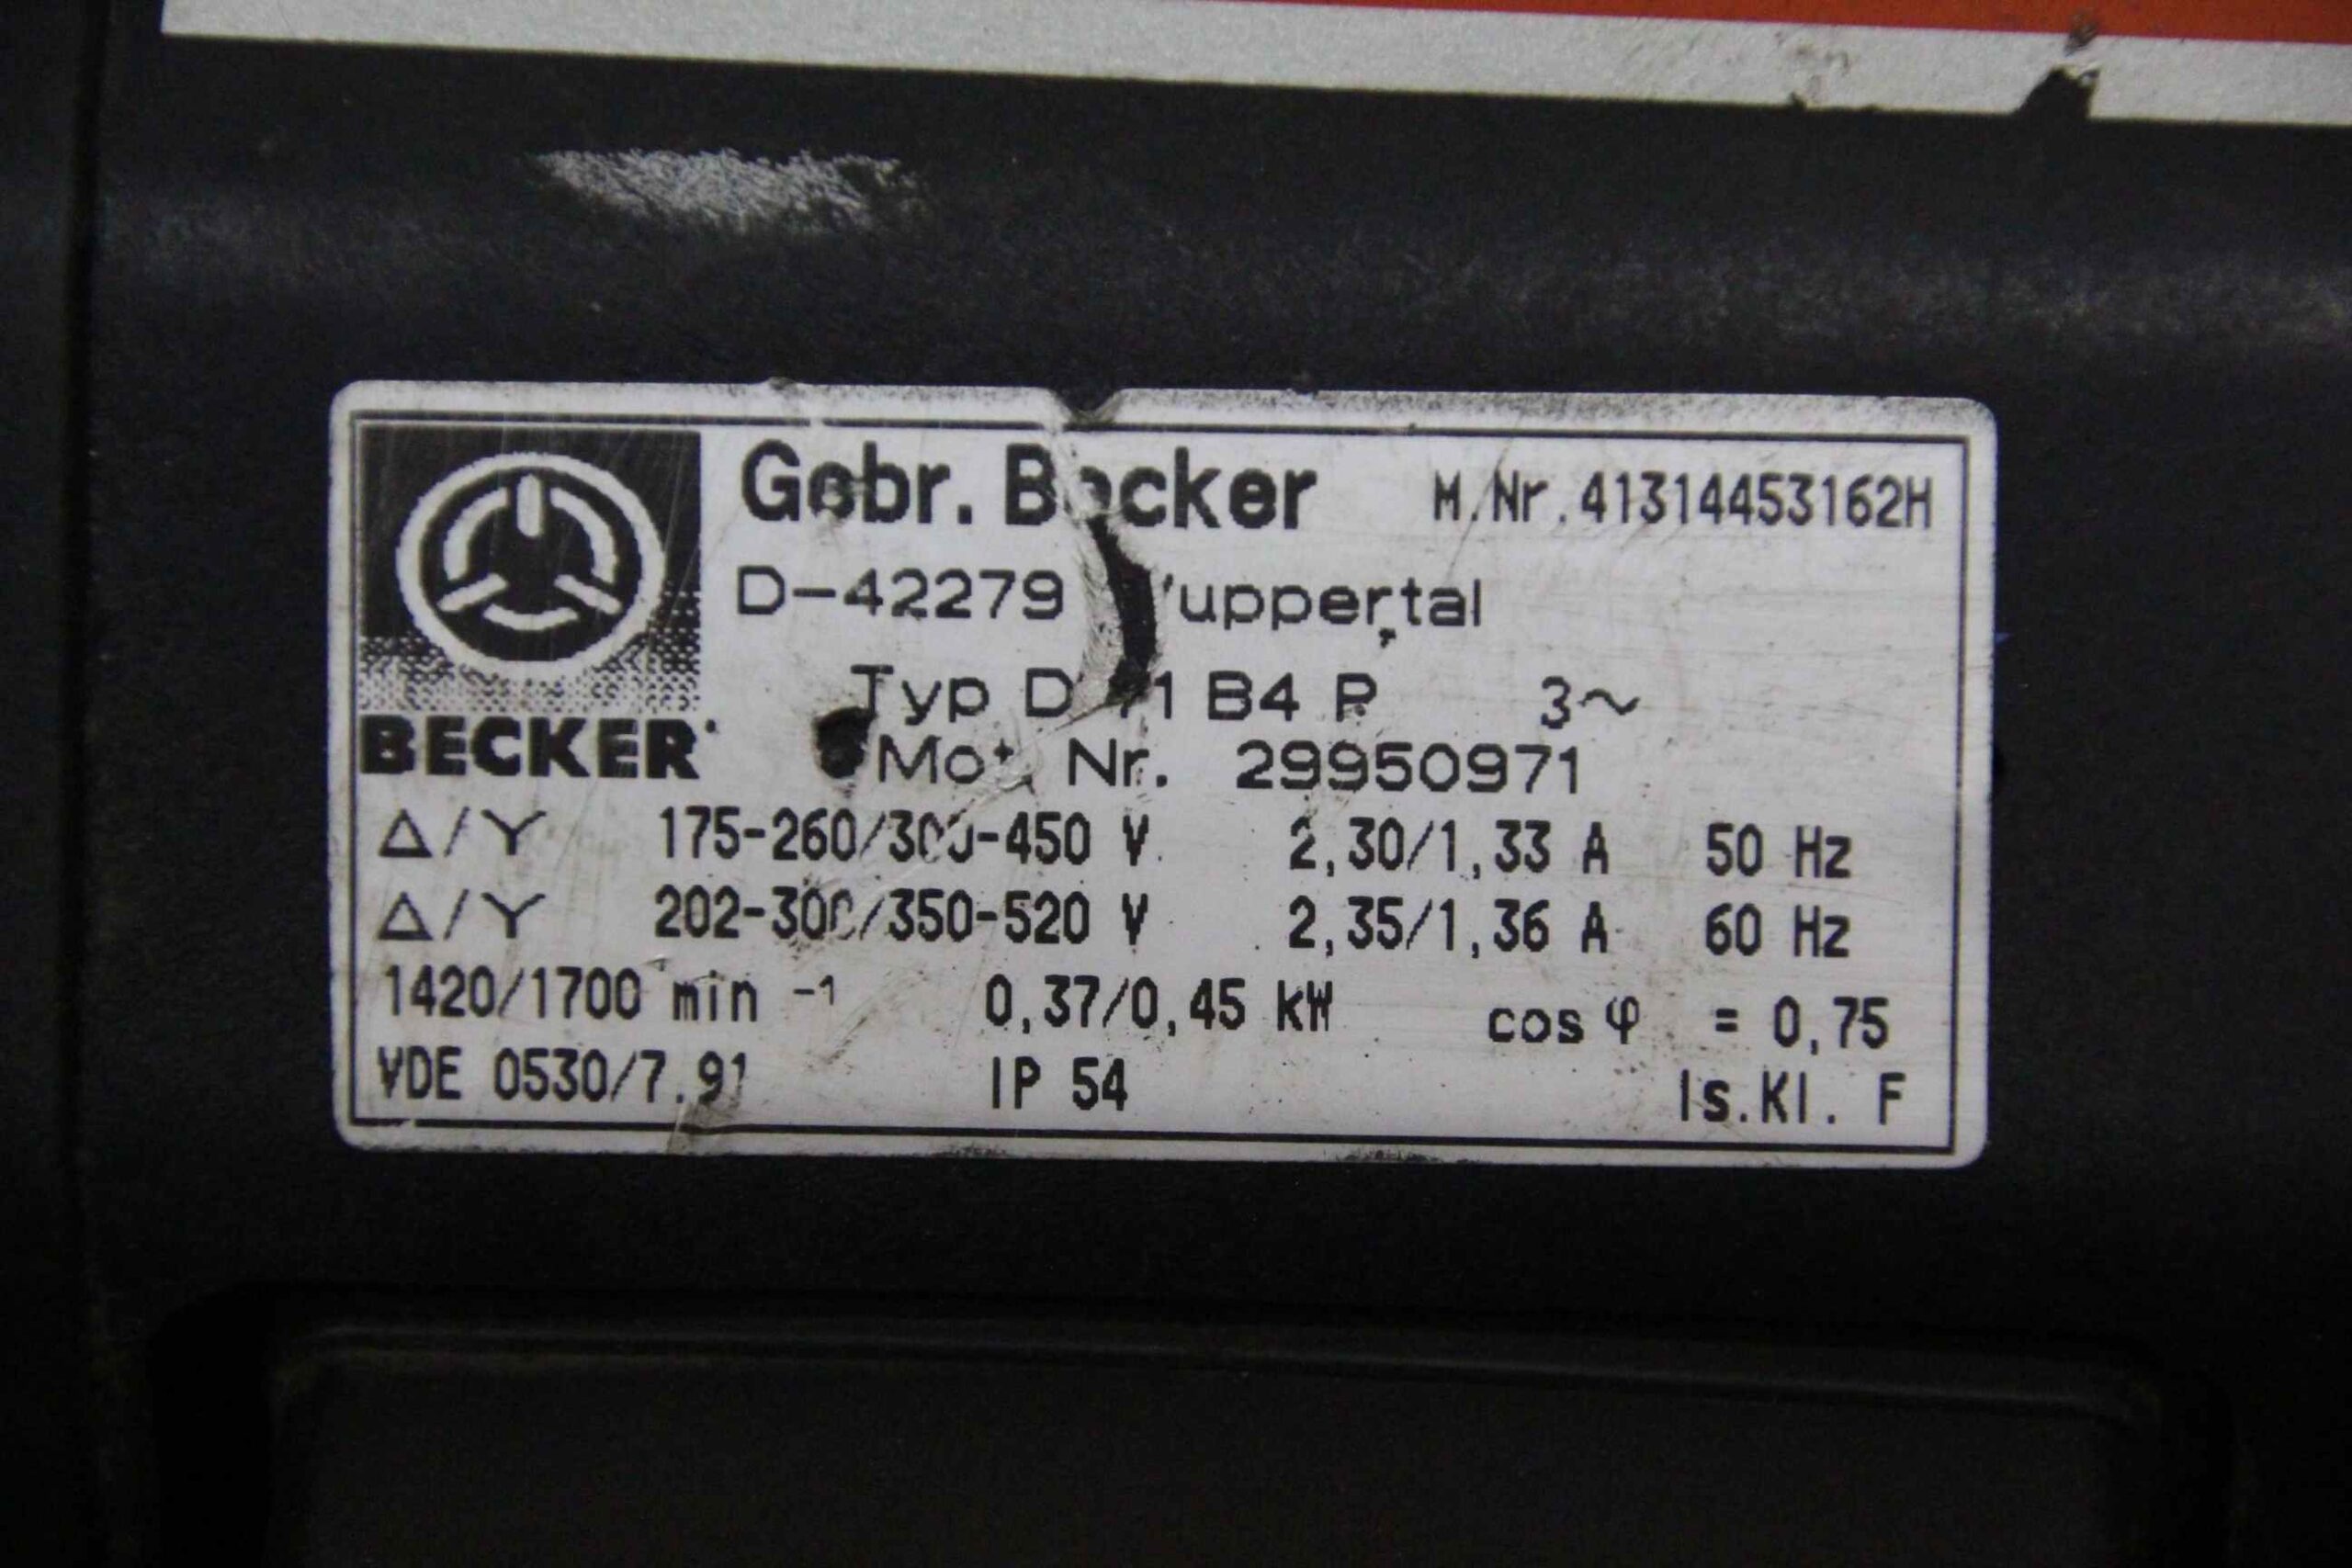 Gebr. Becker M.Nr.41314453162H
D-42279 Wuppertal
Typ D 71 B4 P 3~
BECKER
Mot. Nr. 29950971
Δ/Y 175-260/300-450 V 2,30/1,33 A 50 Hz
Δ/Y 202-300/350-520 V 2,35/1,36 A 60 Hz
1420/1700 min -1 0,37/0,45 kW cos φ = 0,75
VDE 0530/7.91 IP 54 Is.Kl. F